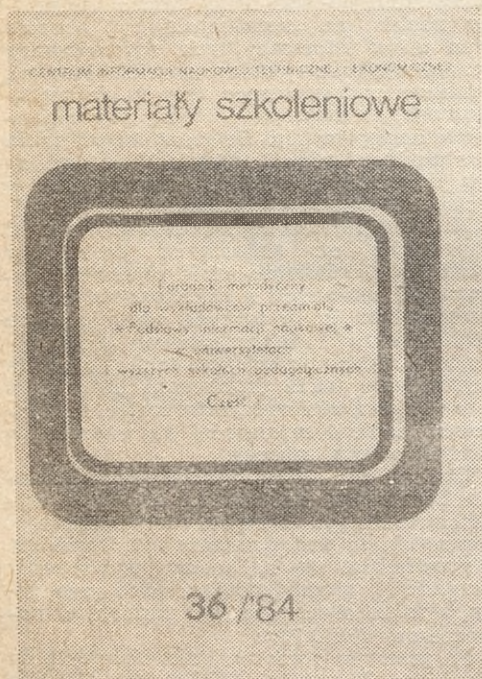 CENTRUM INFORMACJI NAUKOWEJ TECHNICZNEJ I EKONOMICZNEJ
materiały szkoleniowe
Poradnik metodyczny
dla wykładowców przedmiotu
„Podstawy informacji naukowej” w
uniwersytetach
i wyższych szkołach pedagogicznych
Część I
36/'84